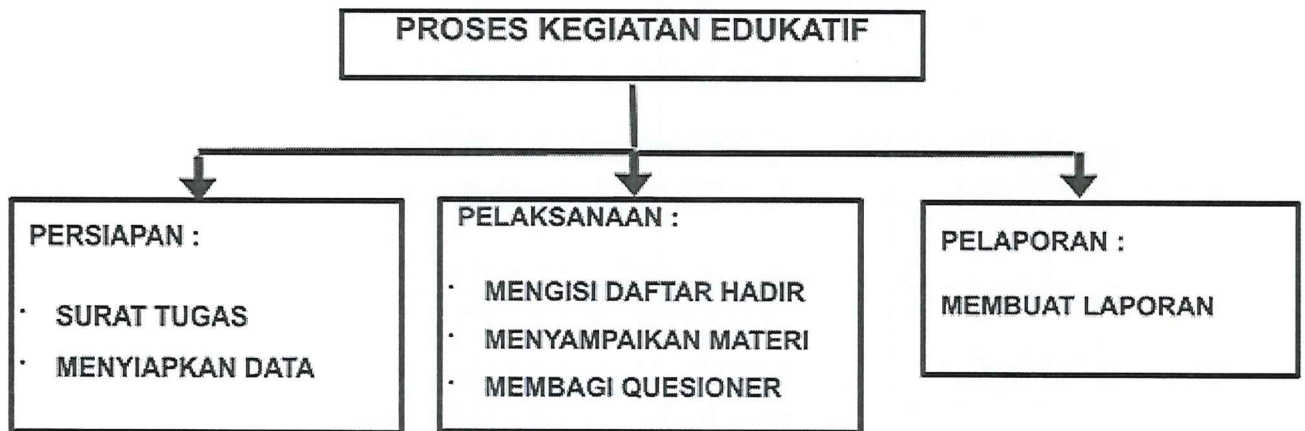 PROSES KEGIATAN EDUKATIF
PERSIAPAN :
· SURAT TUGAS
· MENYIAPKAN DATA
PELAKSANAAN :
· MENGISI DAFTAR HADIR
· MENYAMPAIKAN MATERI
· MEMBAGI QUESIONER
PELAPORAN :
MEMBUAT LAPORAN